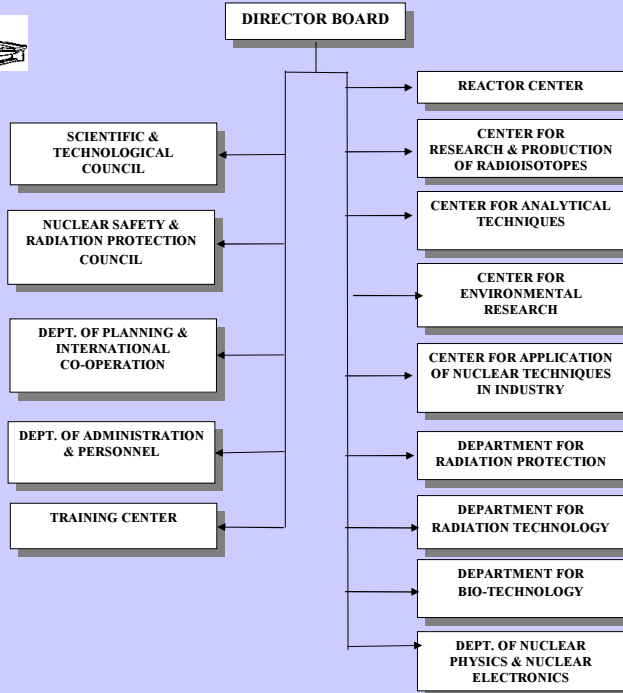 DIRECTOR BOARD
SCIENTIFIC &
TECHNOLOGICAL
COUNCIL
NUCLEAR SAFETY &
RADIATION PROTECTION
COUNCIL
DEPT. OF PLANNING &
INTERNATIONAL
CO-OPERATION
DEPT. OF ADMINISTRATION
& PERSONNEL
TRAINING CENTER
REACTOR CENTER
CENTER FOR
RESEARCH & PRODUCTION
OF RADIOISOTOPES
CENTER FOR ANALYTICAL
TECHNIQUES
CENTER FOR
ENVIRONMENTAL
RESEARCH
CENTER FOR APPLICATION
OF NUCLEAR TECHNIQUES
IN INDUSTRY
DEPARTMENT FOR
RADIATION PROTECTION
DEPARTMENT FOR
RADIATION TECHNOLOGY
DEPARTMENT FOR
BIO-TECHNOLOGY
DEPT. OF NUCLEAR
PHYSICS & NUCLEAR
ELECTRONICS